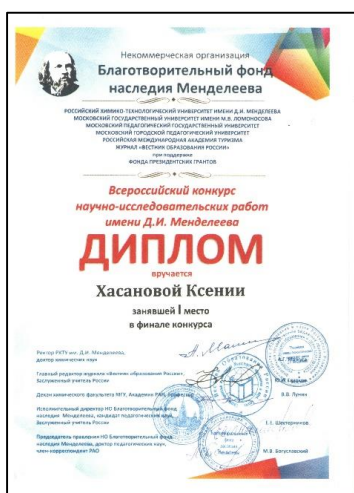 Некоммерческая организация
Благотворительный фонд
наследия Менделеева
РОССИЙСКИЙ ХИМИКО-ТЕХНОЛОГИЧЕСКИЙ УНИВЕРСИТЕТ ИМЕНИ Д.И. МЕНДЕЛЕЕВА
МОСКОВСКИЙ ГОСУДАРСТВЕННЫЙ УНИВЕРСИТЕТ ИМЕНИ М.В. ЛОМОНОСОВА
МОСКОВСКИЙ ПЕДАГОГИЧЕСКИЙ ГОСУДАРСТВЕННЫЙ УНИВЕРСИТЕТ
МОСКОВСКИЙ ГОРОДСКОЙ ПЕДАГОГИЧЕСКИЙ УНИВЕРСИТЕТ
РОССИЙСКАЯ МЕЖДУНАРОДНАЯ АКАДЕМИЯ ТУРИЗМА
ЖУРНАЛ «ВЕСТНИК ОБРАЗОВАНИЯ РОССИИ»
при поддержке
ФОНДА ПРЕЗИДЕНТСКИХ ГРАНТОВ
Всероссийский конкурс
научно-исследовательских работ
имени Д.И. Менделеева
ДИПЛОМ
вручается
Хасановой Ксении
занявшей I место
в финале конкурса
Ректор РХТУ им. Д.И. Менделеева,
доктор химических наук
Главный редактор журнала «Вестник образования России»,
Заслуженный учитель России
Декан химического факультета МГУ, Академик РАН, профессор
В.В. Лунин
Исполнительный директор НО Благотворительный фонд
наследия Менделеева, кандидат педагогических наук,
Заслуженный учитель России
Председатель правления НО Благотворительный фонд
наследия Менделеева, доктор педагогических наук,
член-корреспондент РАО
М.В. Богуславский